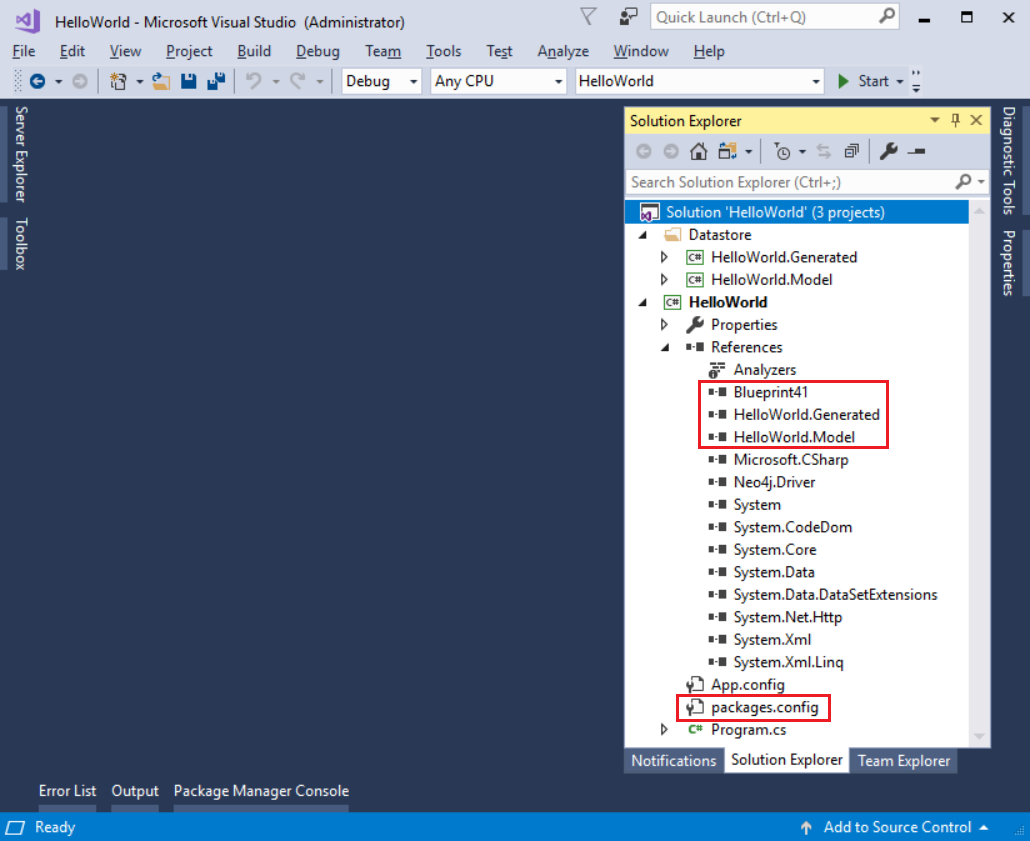 HelloWorld - Microsoft Visual Studio (Administrator)
Quick Launch (Ctrl+Q)
File Edit View Project Build Debug Team Tools Test Analyze Window Help
Debug Any CPU HelloWorld Start
Server Explorer
Toolbox
Solution Explorer
Search Solution Explorer (Ctrl+;)
Solution 'HelloWorld' (3 projects)
Datastore
C# HelloWorld.Generated
C# HelloWorld.Model
C# HelloWorld
Properties
References
Analyzers
Blueprint41
HelloWorld.Generated
HelloWorld.Model
Microsoft.CSharp
Neo4j.Driver
System
System.CodeDom
System.Core
System.Data
System.Data.DataSetExtensions
System.Net.Http
System.Xml
System.Xml.Linq
App.config
packages.config
C# Program.cs
Notifications Solution Explorer Team Explorer
Diagnostic Tools
Properties
Error List Output Package Manager Console
Ready Add to Source Control